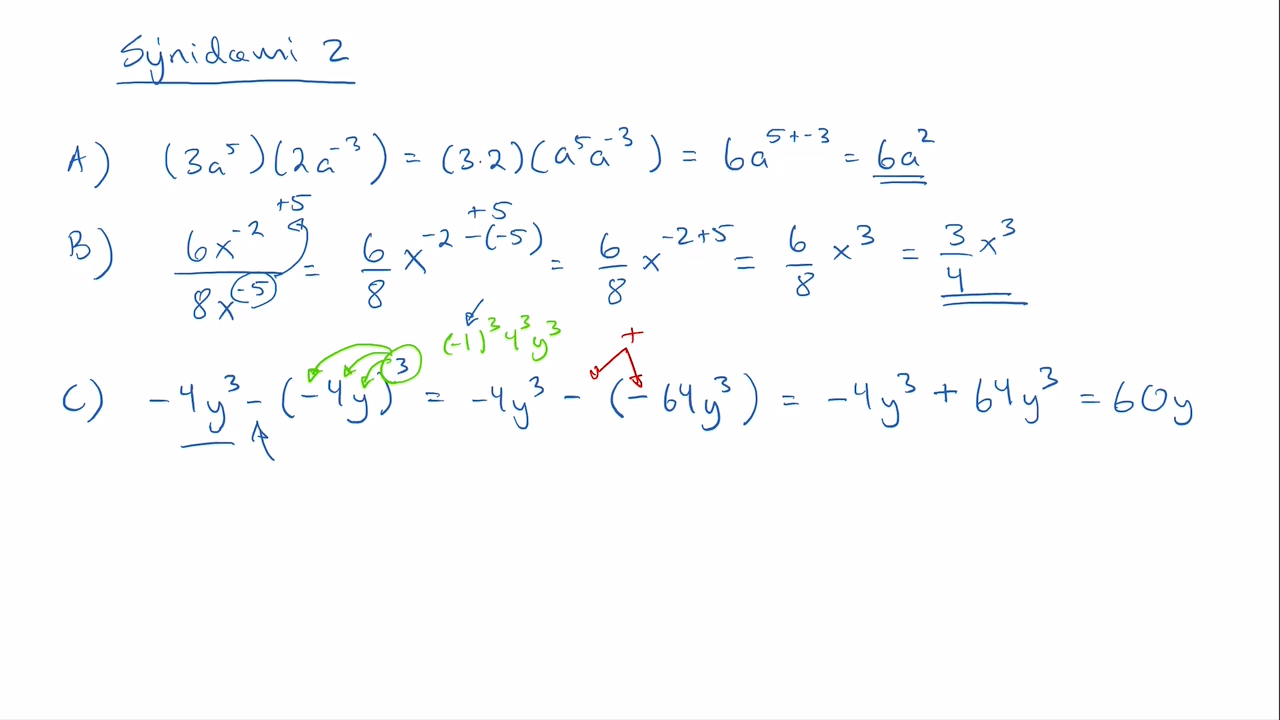 Sýnidæmi 2
A) (3a⁵)(2a⁻³) = (3·2)(a⁵a⁻³) = 6a⁵⁺⁻³ = 6a²
+5 +5
B) 6x⁻²/8x⁻⁵ = 6/8 x⁻²⁻⁽⁻⁵⁾ = 6/8 x⁻²⁺⁵ = 6/8 x³ = 3/4 x³
(-1)³4³y³ +
C) -4y³ - (-4y)³ = -4y³ - (-64y³) = -4y³ + 64y³ = 60y